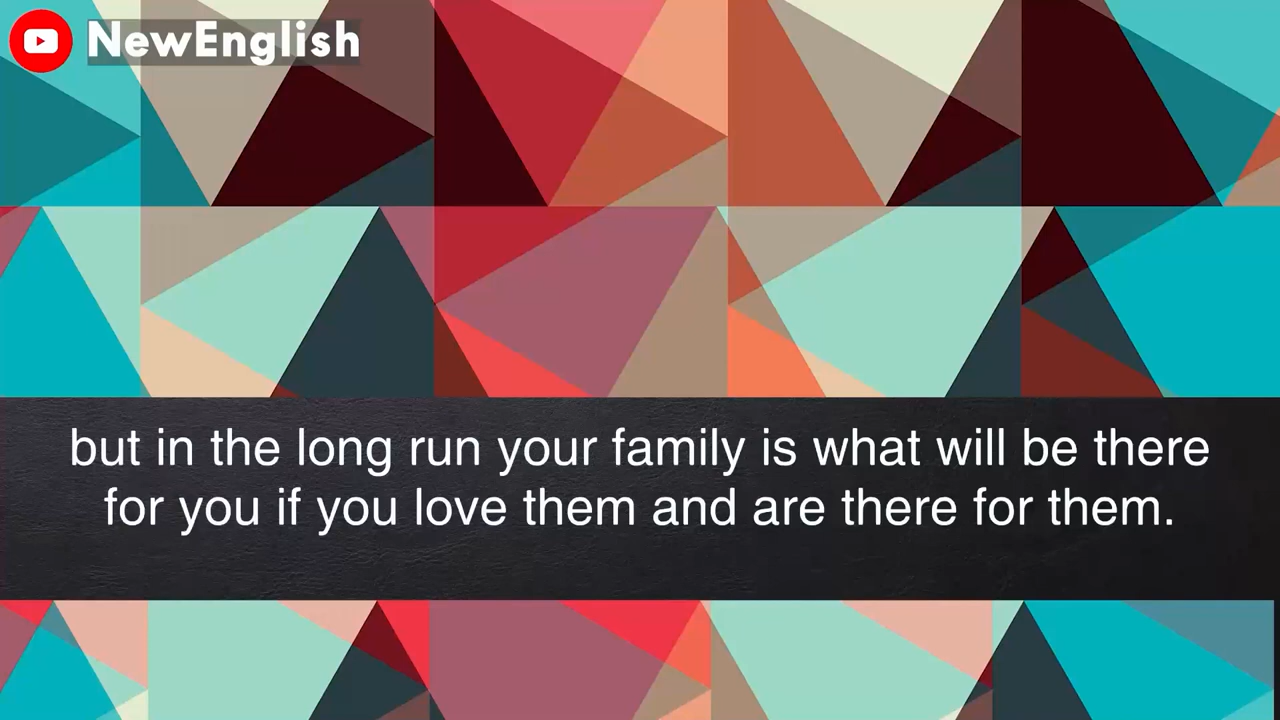 NewEnglish
but in the long run your family is what will be there
for you if you love them and are there for them.